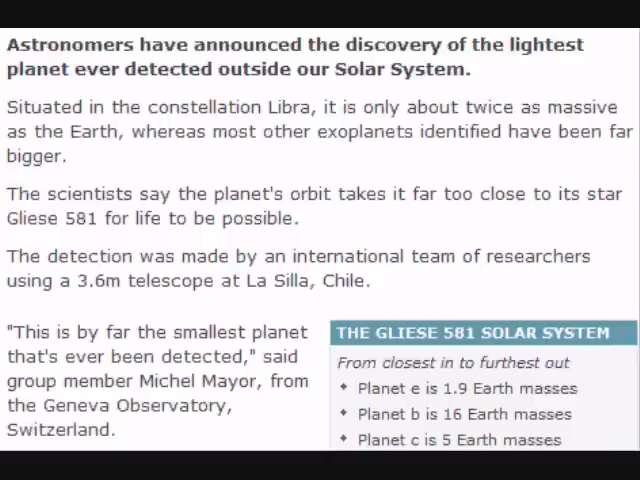 Astronomers have announced the discovery of the lightest
planet ever detected outside our Solar System.
Situated in the constellation Libra, it is only about twice as massive
as the Earth, whereas most other exoplanets identified have been far
bigger.
The scientists say the planet's orbit takes it far too close to its star
Gliese 581 for life to be possible.
The detection was made by an international team of researchers
using a 3.6m telescope at La Silla, Chile.
"This is by far the smallest planet
that's ever been detected," said
group member Michel Mayor, from
the Geneva Observatory,
Switzerland.
THE GLIESE 581 SOLAR SYSTEM
From closest in to furthest out
Planet e is 1.9 Earth masses
Planet b is 16 Earth masses
Planet c is 5 Earth masses